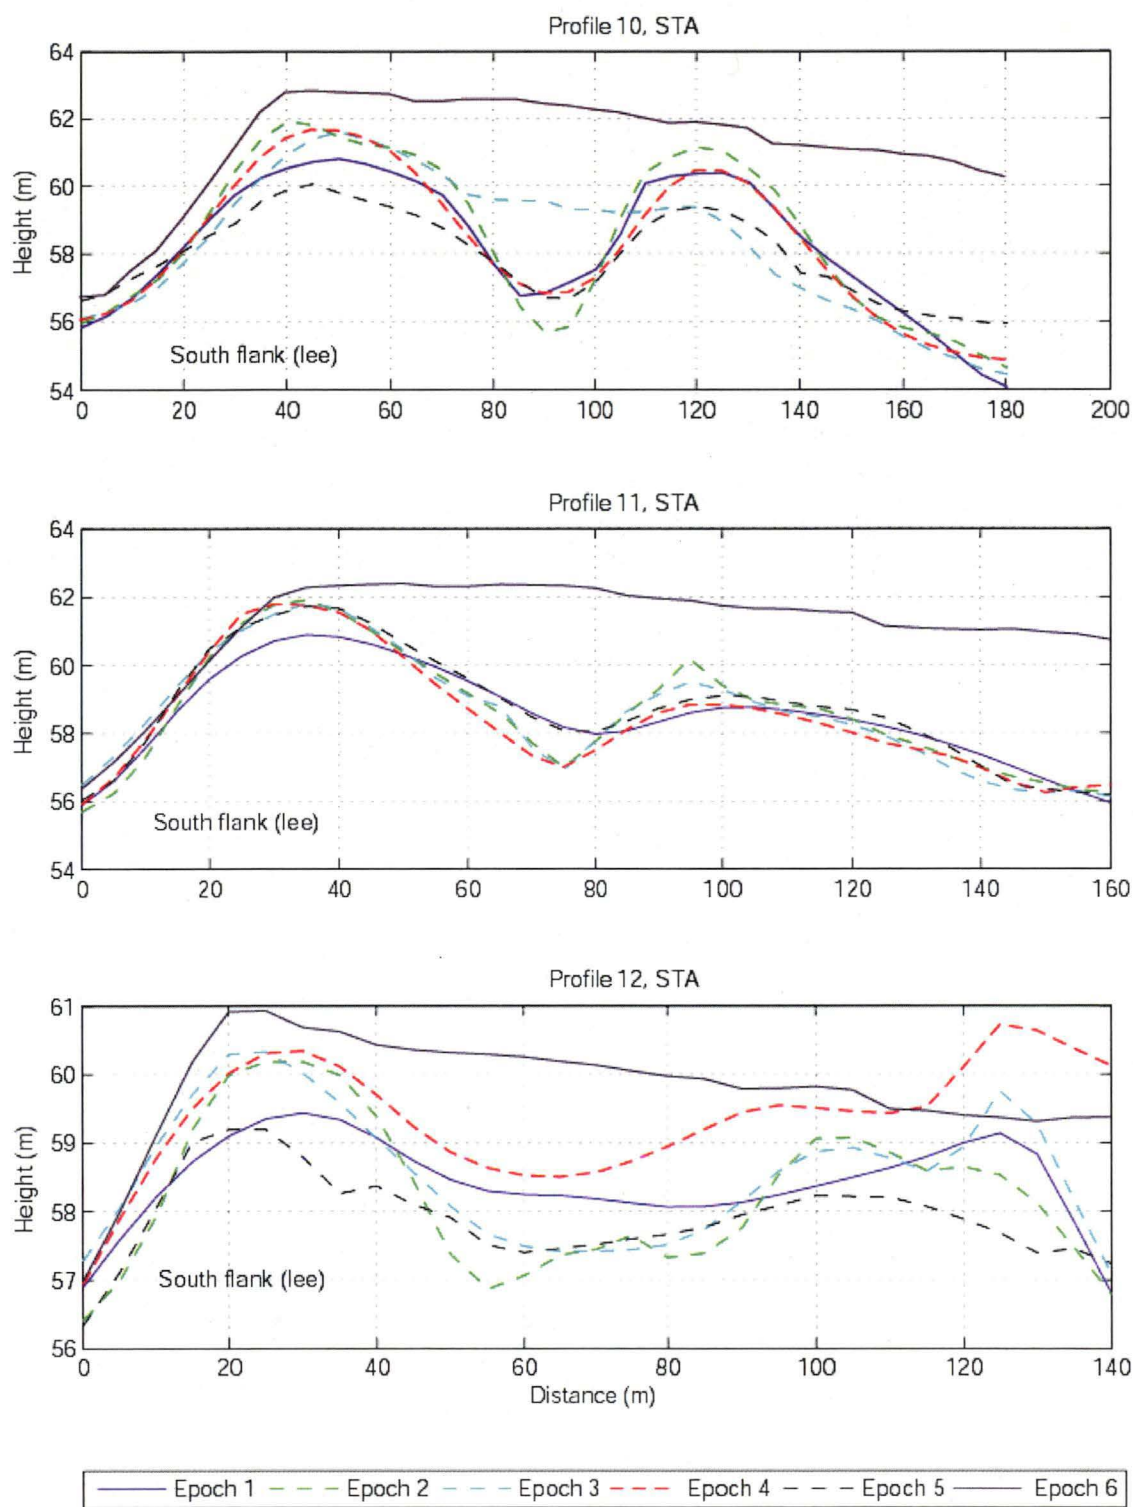 Profile 10, STA
64
62
60
58
56
54
Height (m)
South flank (lee)
0 20 40 60 80 100 120 140 160 180 200
Profile 11, STA
64
62
60
58
56
54
Height (m)
South flank (lee)
0 20 40 60 80 100 120 140 160
Profile 12, STA
61
60
59
58
57
56
Height (m)
South flank (lee)
0 20 40 60 80 100 120 140
Distance (m)
Epoch 1 Epoch 2 Epoch 3 Epoch 4 Epoch 5 Epoch 6